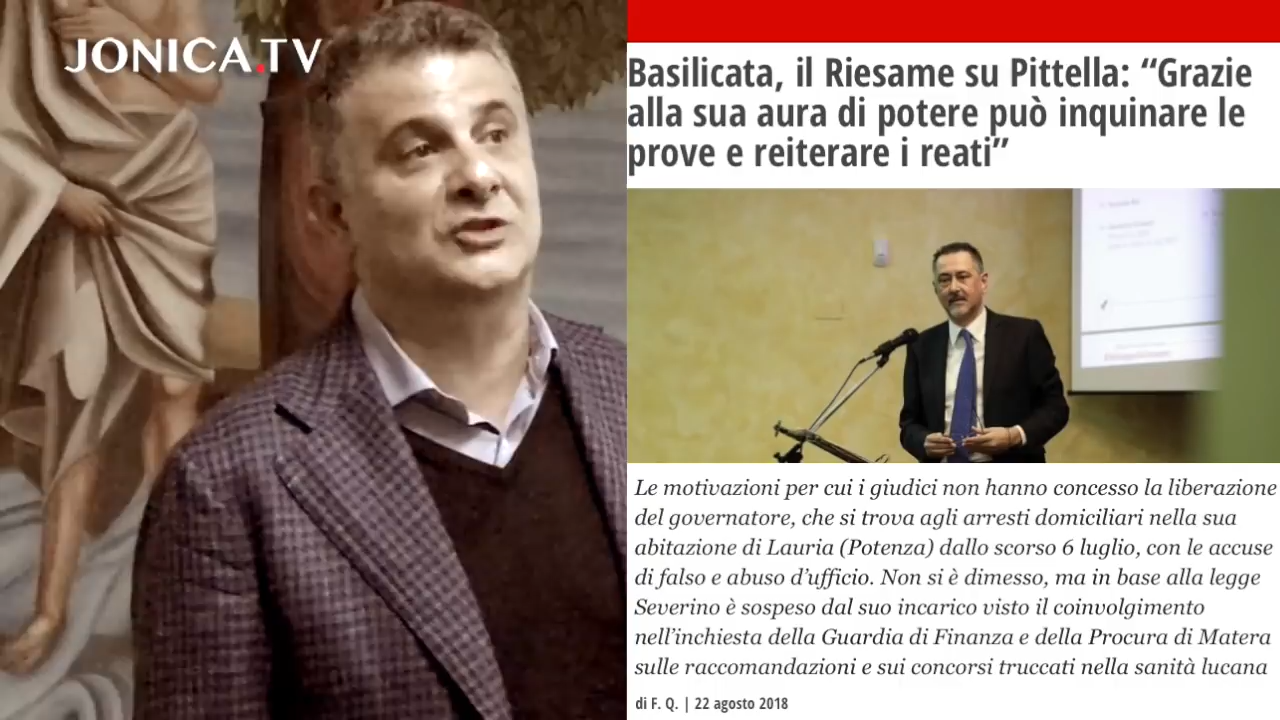 JONICA.TV
Basilicata, il Riesame su Pittella: “Grazie
alla sua aura di potere può inquinare le
prove e reiterare i reati”
Le motivazioni per cui i giudici non hanno concesso la liberazione
del governatore, che si trova agli arresti domiciliari nella sua
abitazione di Lauria (Potenza) dallo scorso 6 luglio, con le accuse
di falso e abuso d’ufficio. Non si è dimesso, ma in base alla legge
Severino è sospeso dal suo incarico visto il coinvolgimento
nell’inchiesta della Guardia di Finanza e della Procura di Matera
sulle raccomandazioni e sui concorsi truccati nella sanità lucana
di F. Q. | 22 agosto 2018